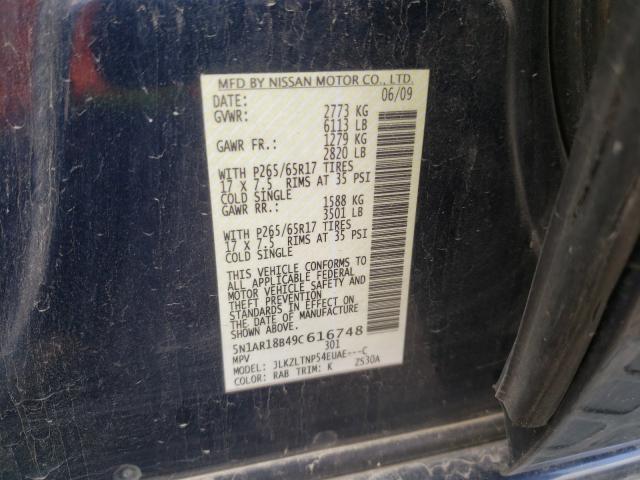 MFD BY NISSAN MOTOR CO., LTD.
DATE: 06/09
GVWR: 2773 KG
6113 LB
GAWR FR.: 1279 KG
2820 LB
WITH P265/65R17 TIRES
17 X 7.5 RIMS AT 35 PSI
COLD SINGLE
GAWR RR.: 1588 KG
3501 LB
WITH P265/65R17 TIRES
17 X 7.5 RIMS AT 35 PSI
COLD SINGLE
THIS VEHICLE CONFORMS TO
ALL APPLICABLE FEDERAL
MOTOR VEHICLE SAFETY AND
THEFT PREVENTION
STANDARDS IN EFFECT ON
DATE OF MANUFACTURE
SHOWN ABOVE.
5N1AR18B49C616748
MPV 301
MODEL: JLKZLTNP54EUAE---C
COLOR: RAB TRIM: K ZS30A